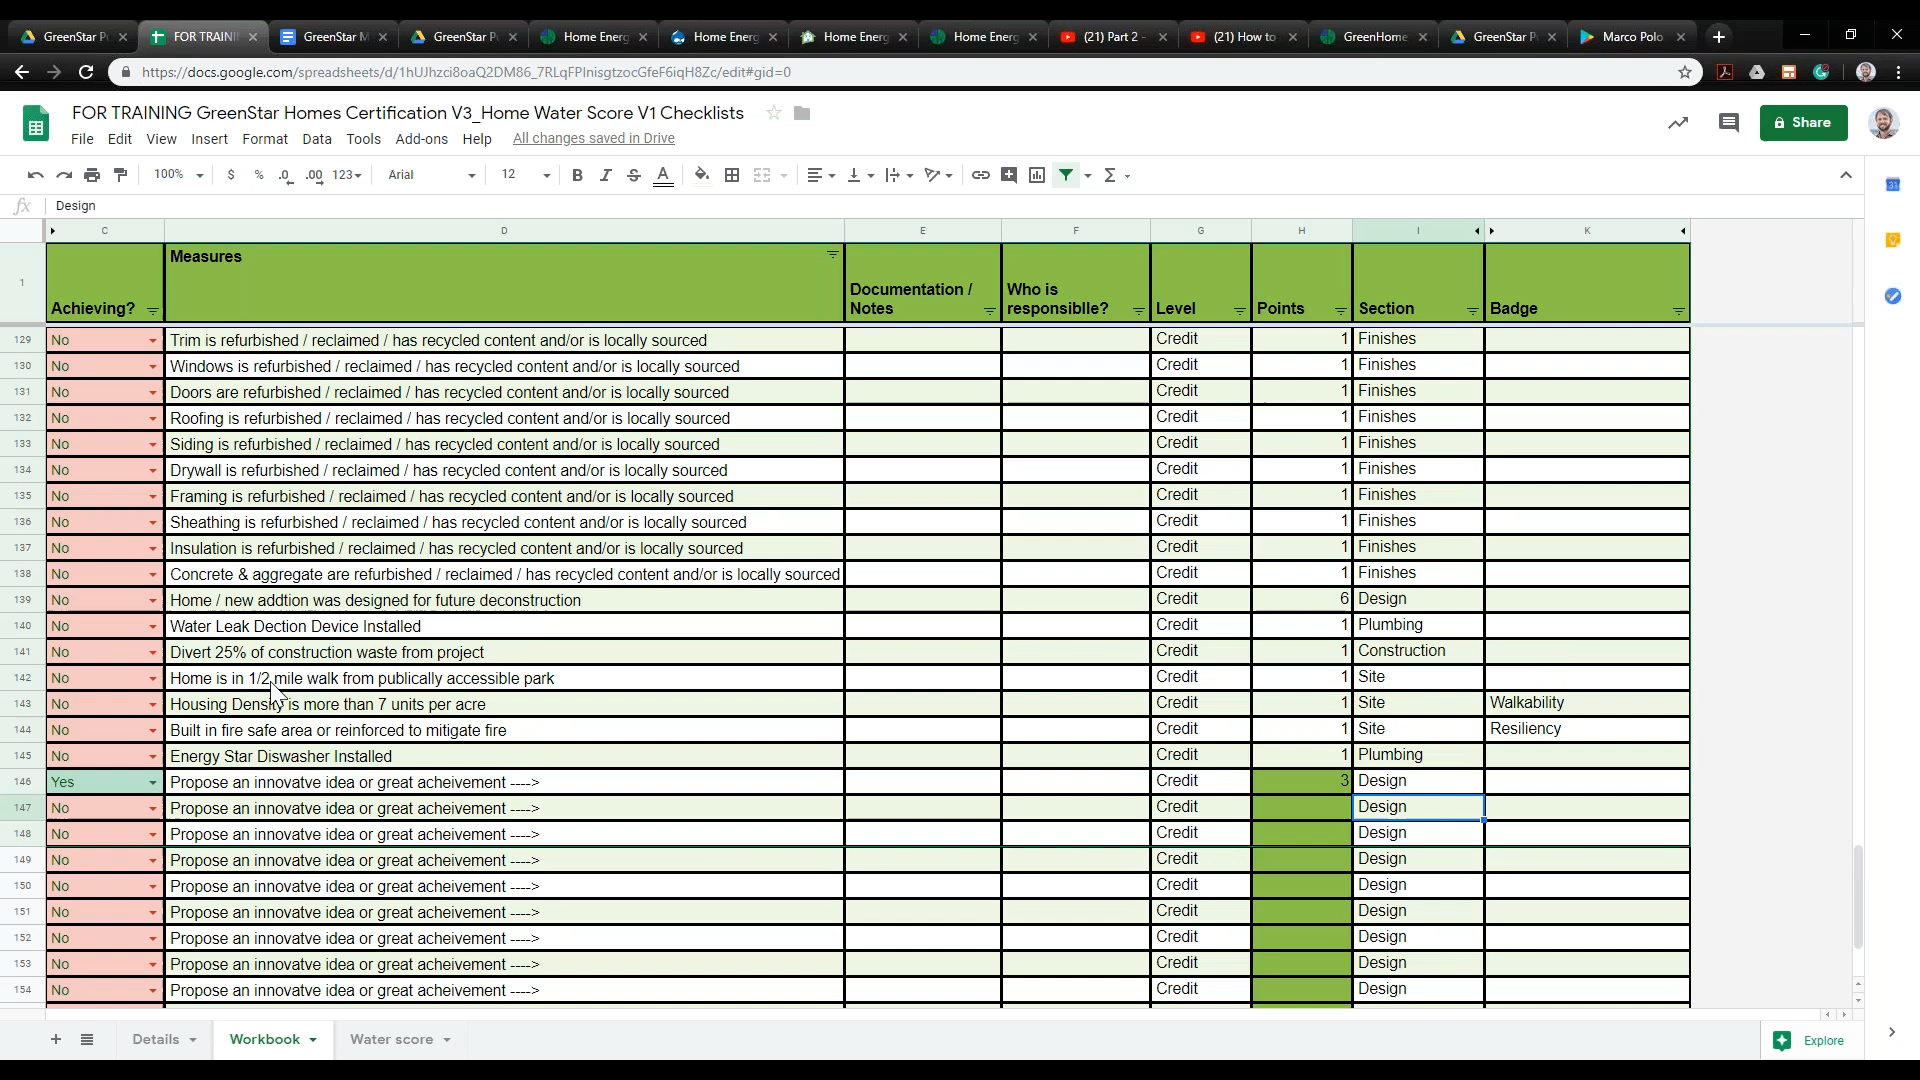 GreenStar P
FOR TRAINI
GreenStar M
GreenStar P
Home Energ
Home Energ
Home Energ
Home Energ
(21) Part 2 -
(21) How to
GreenHome
GreenStar P
Marco Polo
https://docs.google.com/spreadsheets/d/1hUJhzci8oaQ2DM86_7RLqFPInisgtzocGfeF6iqH8Zc/edit#gid=0
FOR TRAINING GreenStar Homes Certification V3_Home Water Score V1 Checklists
File Edit View Insert Format Data Tools Add-ons Help All changes saved in Drive
Share
100% $ % .0 .00 123 Arial 12 B I S A
fx Design
C D E F G H I K
1 Achieving? Measures Documentation / Notes Who is responsiblle? Level Points Section Badge
129 No Trim is refurbished / reclaimed / has recycled content and/or is locally sourced Credit 1 Finishes
130 No Windows is refurbished / reclaimed / has recycled content and/or is locally sourced Credit 1 Finishes
131 No Doors are refurbished / reclaimed / has recycled content and/or is locally sourced Credit 1 Finishes
132 No Roofing is refurbished / reclaimed / has recycled content and/or is locally sourced Credit 1 Finishes
133 No Siding is refurbished / reclaimed / has recycled content and/or is locally sourced Credit 1 Finishes
134 No Drywall is refurbished / reclaimed / has recycled content and/or is locally sourced Credit 1 Finishes
135 No Framing is refurbished / reclaimed / has recycled content and/or is locally sourced Credit 1 Finishes
136 No Sheathing is refurbished / reclaimed / has recycled content and/or is locally sourced Credit 1 Finishes
137 No Insulation is refurbished / reclaimed / has recycled content and/or is locally sourced Credit 1 Finishes
138 No Concrete & aggregate are refurbished / reclaimed / has recycled content and/or is locally sourced Credit 1 Finishes
139 No Home / new addtion was designed for future deconstruction Credit 6 Design
140 No Water Leak Dection Device Installed Credit 1 Plumbing
141 No Divert 25% of construction waste from project Credit 1 Construction
142 No Home is in 1/2 mile walk from publically accessible park Credit 1 Site
143 No Housing Density is more than 7 units per acre Credit 1 Site Walkability
144 No Built in fire safe area or reinforced to mitigate fire Credit 1 Site Resiliency
145 No Energy Star Diswasher Installed Credit 1 Plumbing
146 Yes Propose an innovatve idea or great acheivement ----> Credit 3 Design
147 No Propose an innovatve idea or great acheivement ----> Credit Design
148 No Propose an innovatve idea or great acheivement ----> Credit Design
149 No Propose an innovatve idea or great acheivement ----> Credit Design
150 No Propose an innovatve idea or great acheivement ----> Credit Design
151 No Propose an innovatve idea or great acheivement ----> Credit Design
152 No Propose an innovatve idea or great acheivement ----> Credit Design
153 No Propose an innovatve idea or great acheivement ----> Credit Design
154 No Propose an innovatve idea or great acheivement ----> Credit Design
Details Workbook Water score Explore